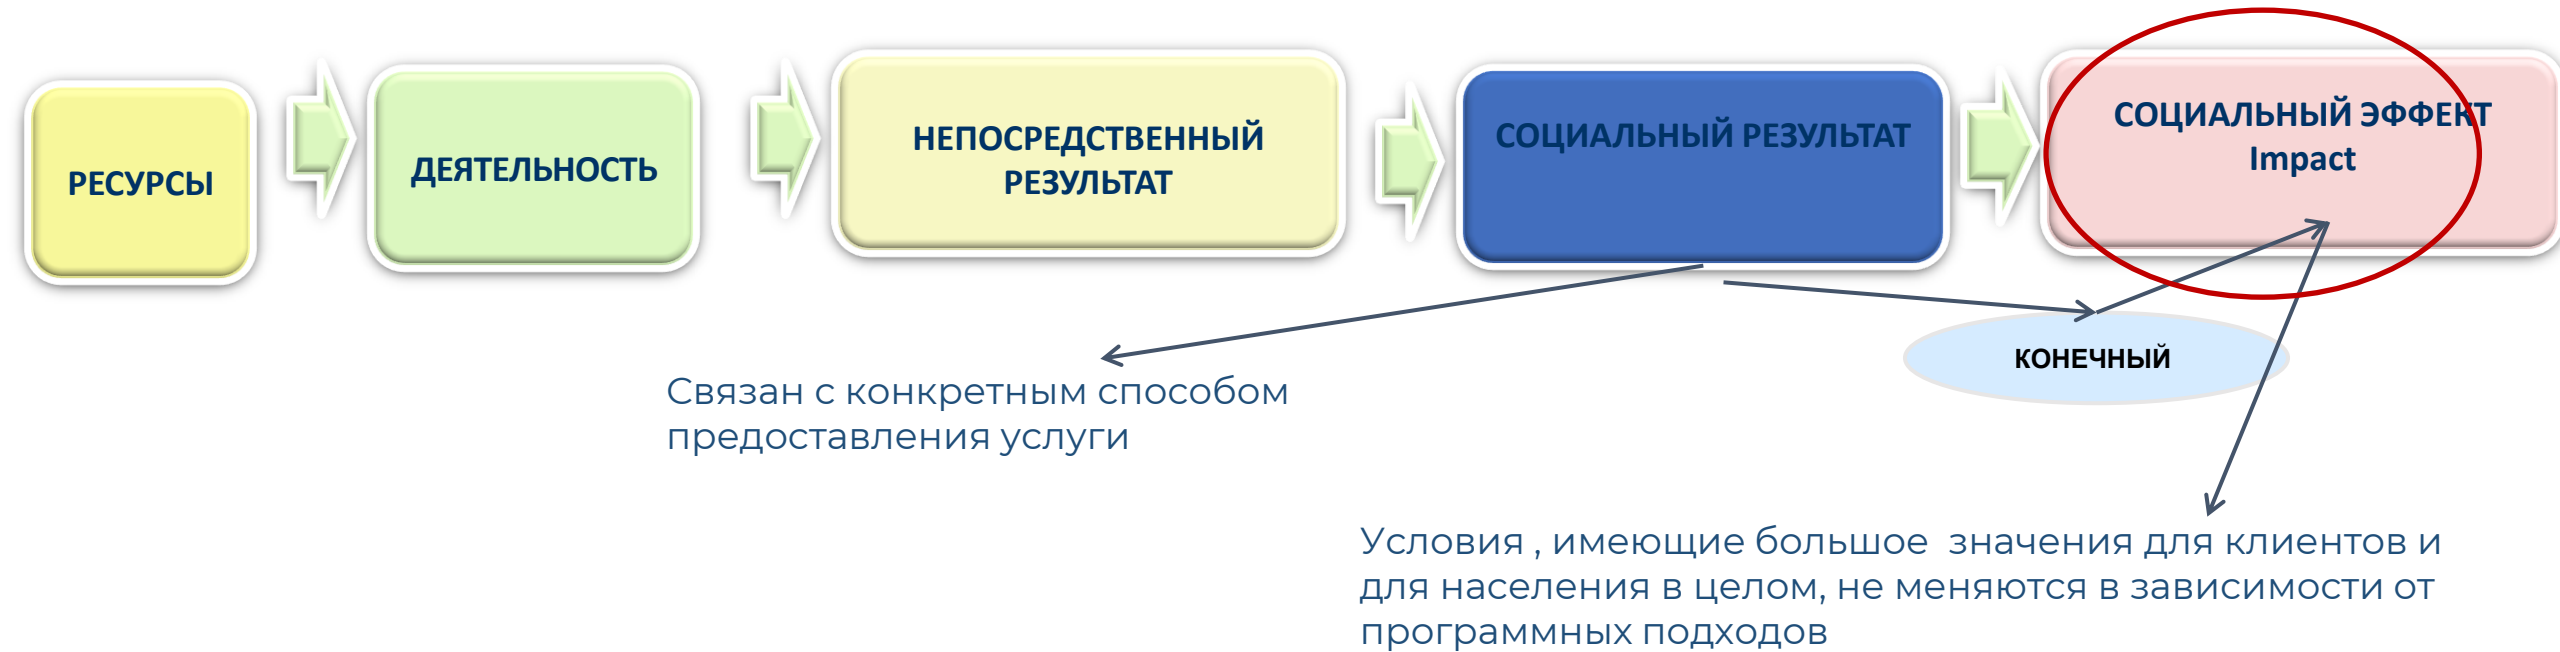 РЕСУРСЫ
ДЕЯТЕЛЬНОСТЬ
НЕПОСРЕДСТВЕННЫЙ
РЕЗУЛЬТАТ
СОЦИАЛЬНЫЙ РЕЗУЛЬТАТ
СОЦИАЛЬНЫЙ ЭФФЕКТ
Impact
КОНЕЧНЫЙ
Связан с конкретным способом
предоставления услуги
Условия , имеющие большое  значения для клиентов и
для населения в целом, не меняются в зависимости от
программных подходов